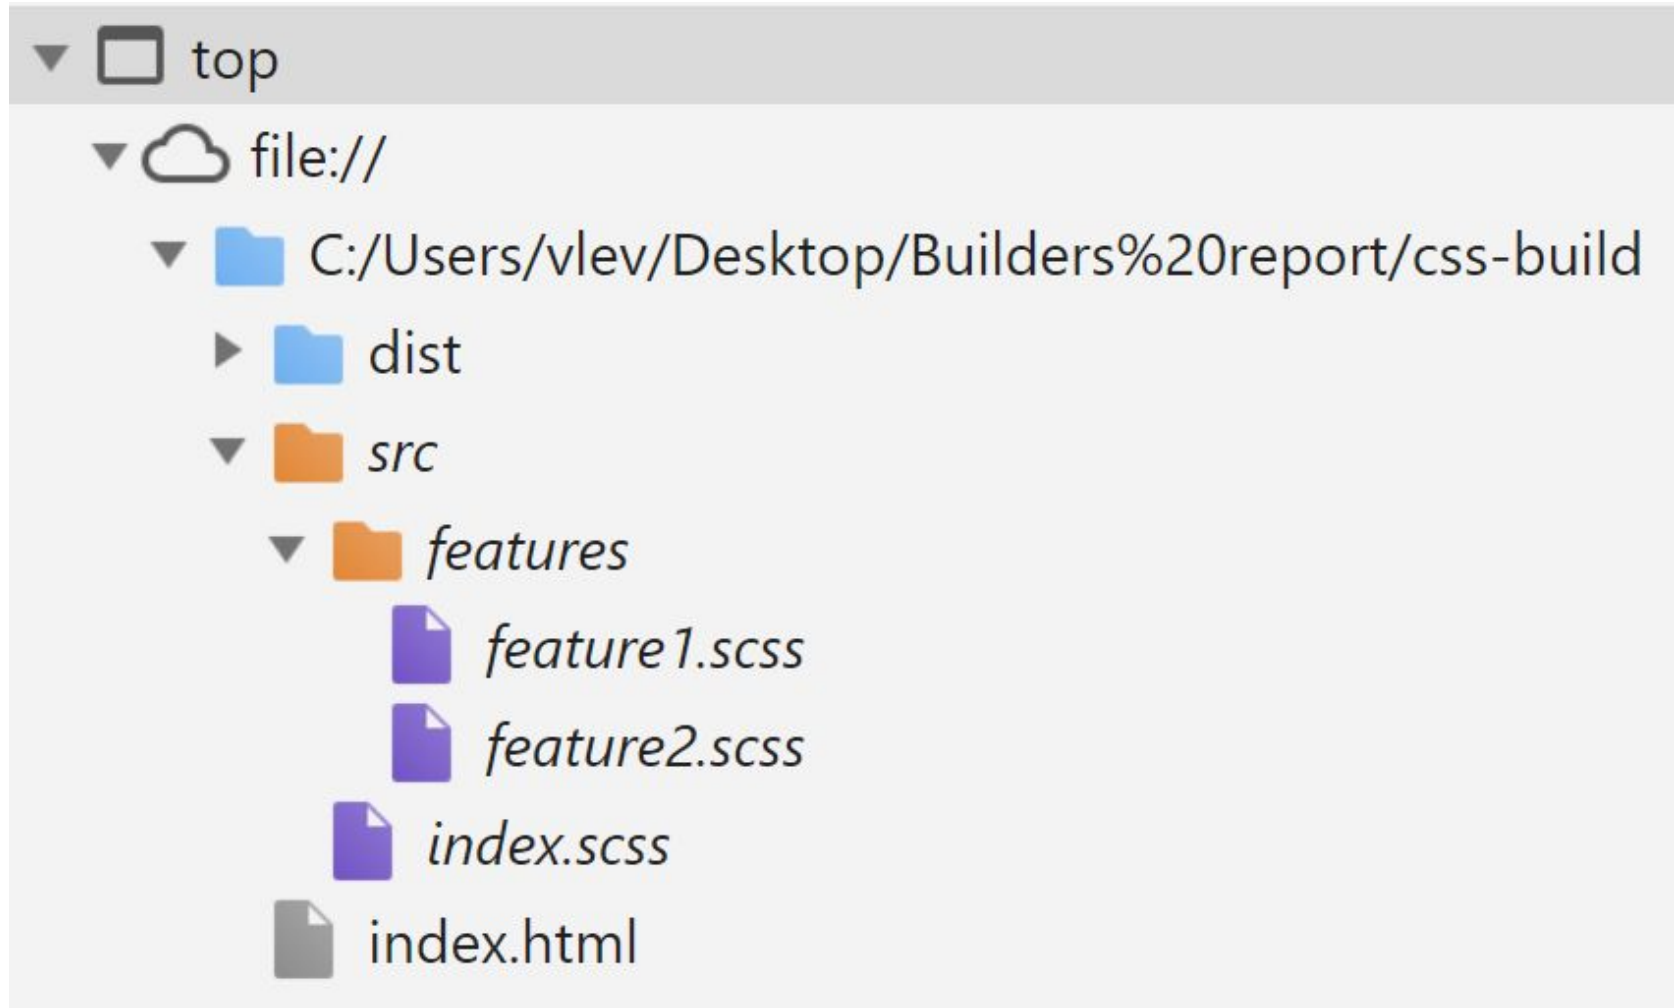 top
file://
C:/Users/vlev/Desktop/Builders%20report/css-build
dist
src
features
feature1.scss
feature2.scss
index.scss
index.html